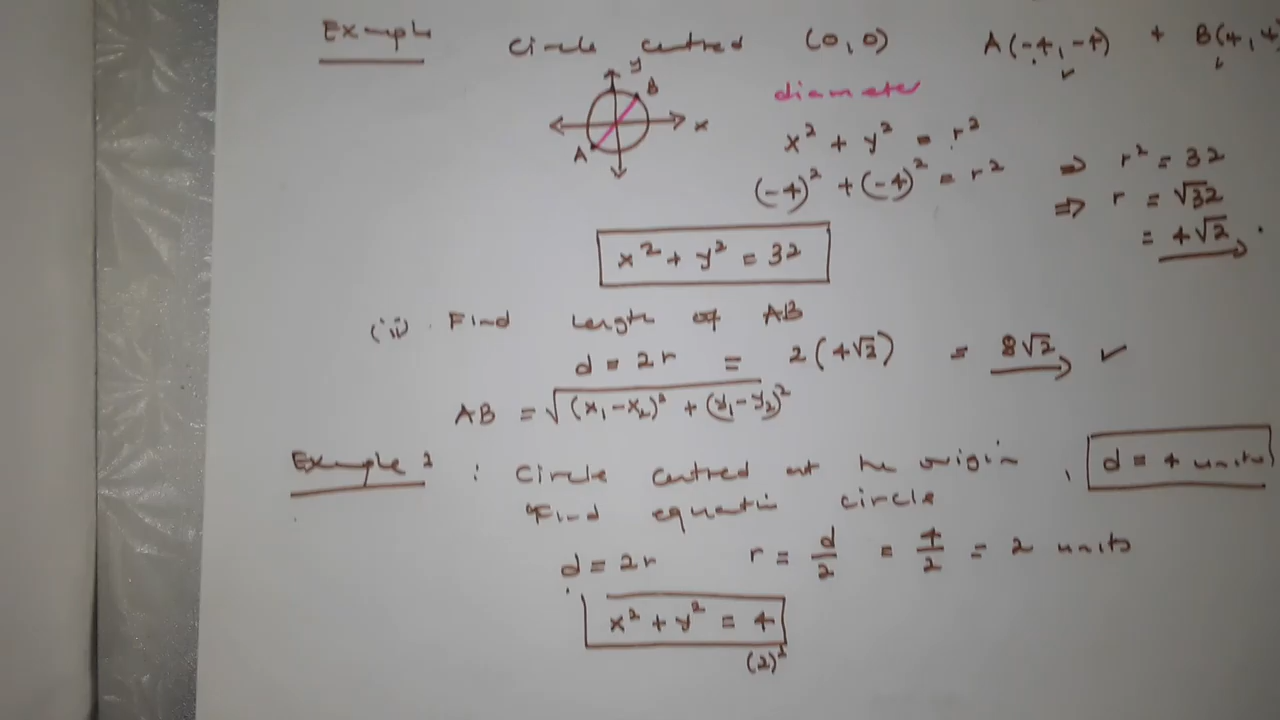 Example Circle centred (0,0) A(-4,-4) + B(4,4
y
B
x
A
diameter
x² + y² = r²
(-4)² + (-4)² = r² ⇒ r² = 32
⇒ r = √32
= 4√2
x² + y² = 32
(ii) Find length of AB
d = 2r = 2(4√2) = 8√2 ✓
AB = √(x₁-x₂)² + (y₁-y₂)²
Example 2 : Circle centred at the origin, d = 4 units
Find equation circle
d = 2r r = d/2 = 4/2 = 2 units
x² + y² = 4
(2)²